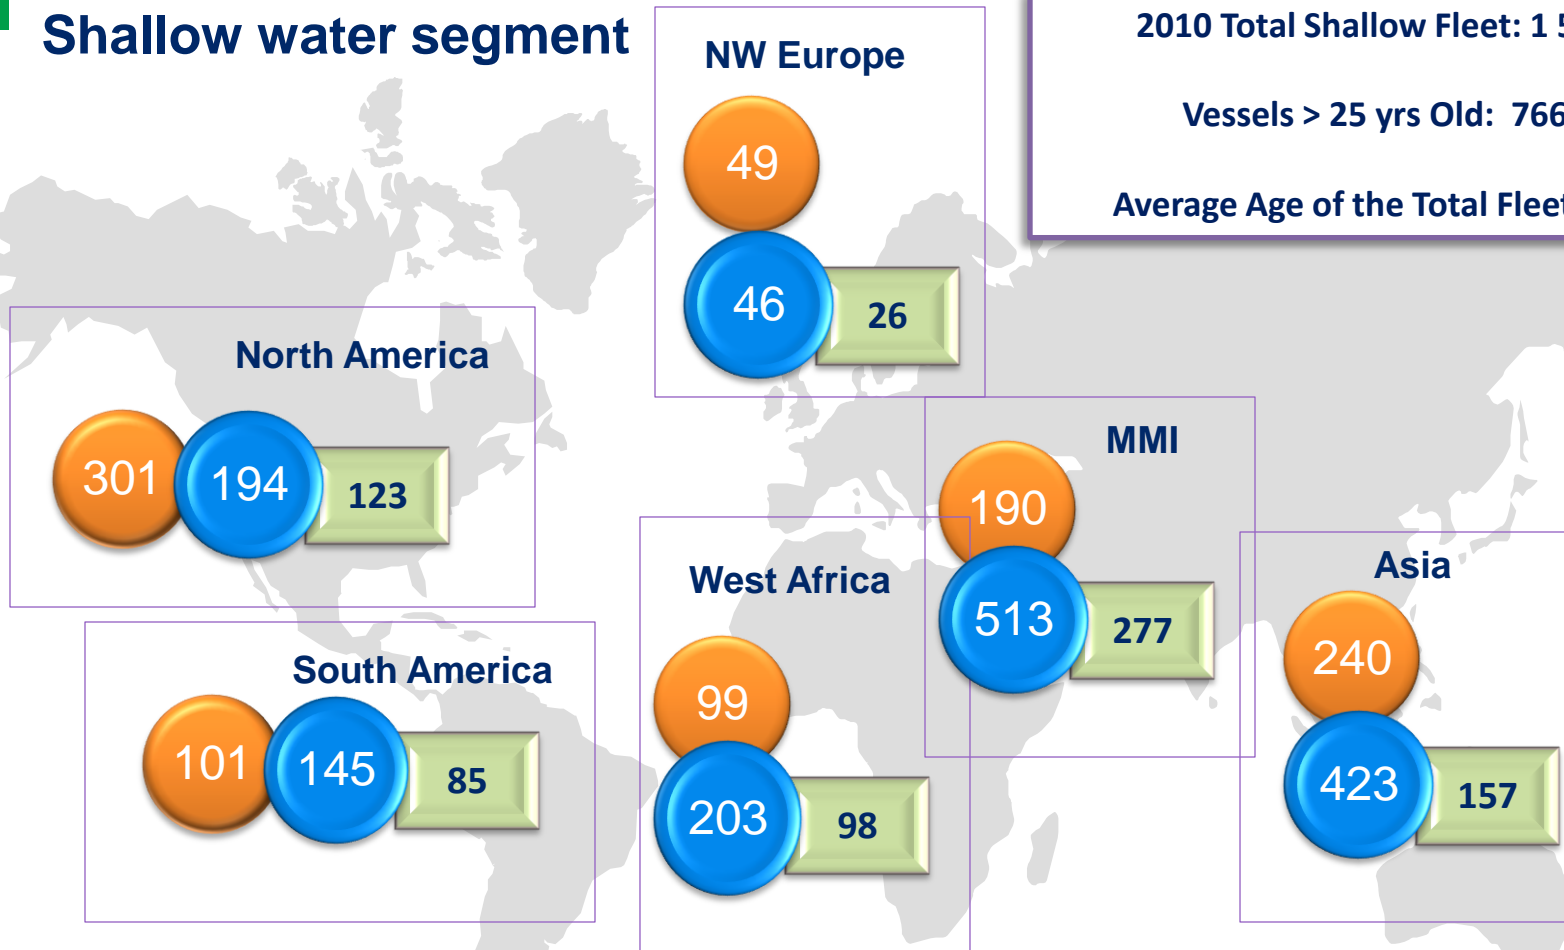 Shallow water segment
2010 Total Shallow Fleet: 1 5
Vessels > 25 yrs Old: 766
Average Age of the Total Fleet
NW Europe
49
46
26
North America
301
194
123
MMI
190
513
277
West Africa
99
203
98
Asia
240
423
157
South America
101
145
85